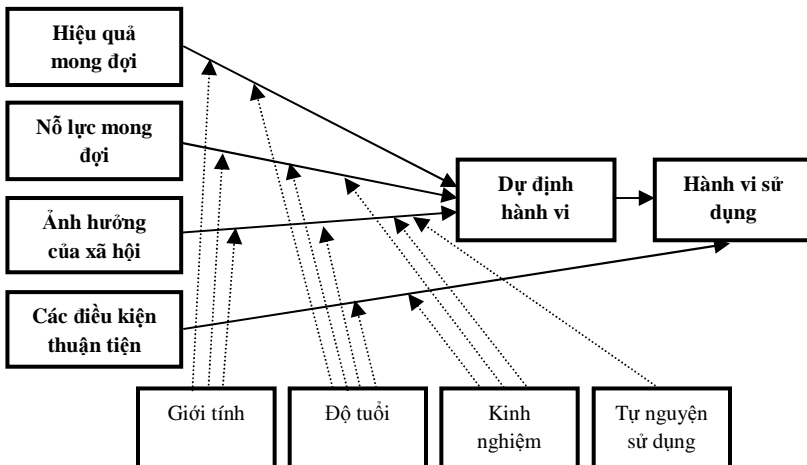 Hiệu quả
mong đợi
Nỗ lực mong
đợi
Ảnh hưởng
của xã hội
Các điều kiện
thuận tiện
Dự định
hành vi
Hành vi sử
dụng
Giới tính
Độ tuổi
Kinh
nghiệm
Tự nguyện
sử dụng